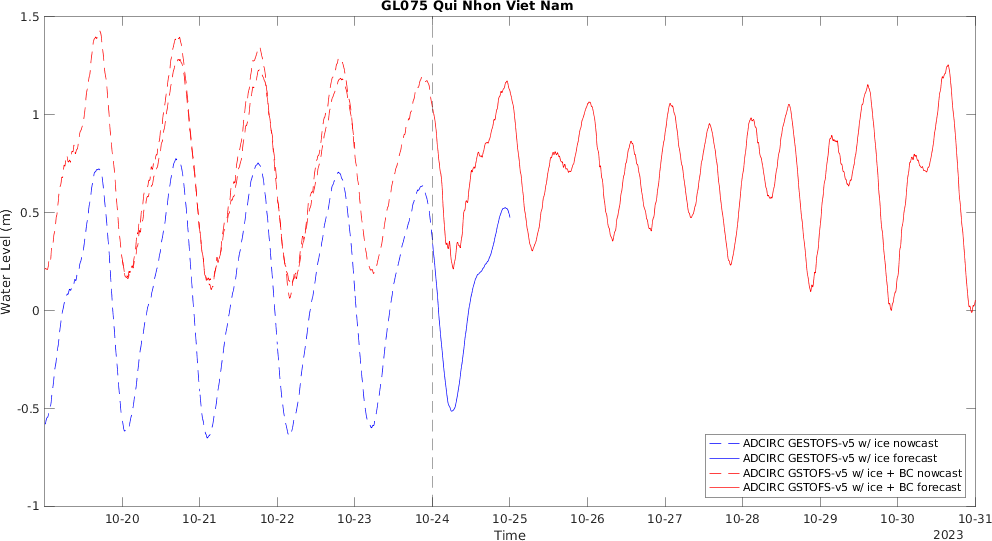 GL075 Qui Nhon Viet Nam
1.5
1
0.5
0
-0.5
-1
Water Level (m)
ADCIRC GESTOFS-v5 w/ ice nowcast
ADCIRC GESTOFS-v5 w/ ice forecast
ADCIRC GSTOFS-v5 w/ ice + BC nowcast
ADCIRC GSTOFS-v5 w/ ice + BC forecast
10-20 10-21 10-22 10-23 10-24 10-25 10-26 10-27 10-28 10-29 10-30 10-31
Time
2023